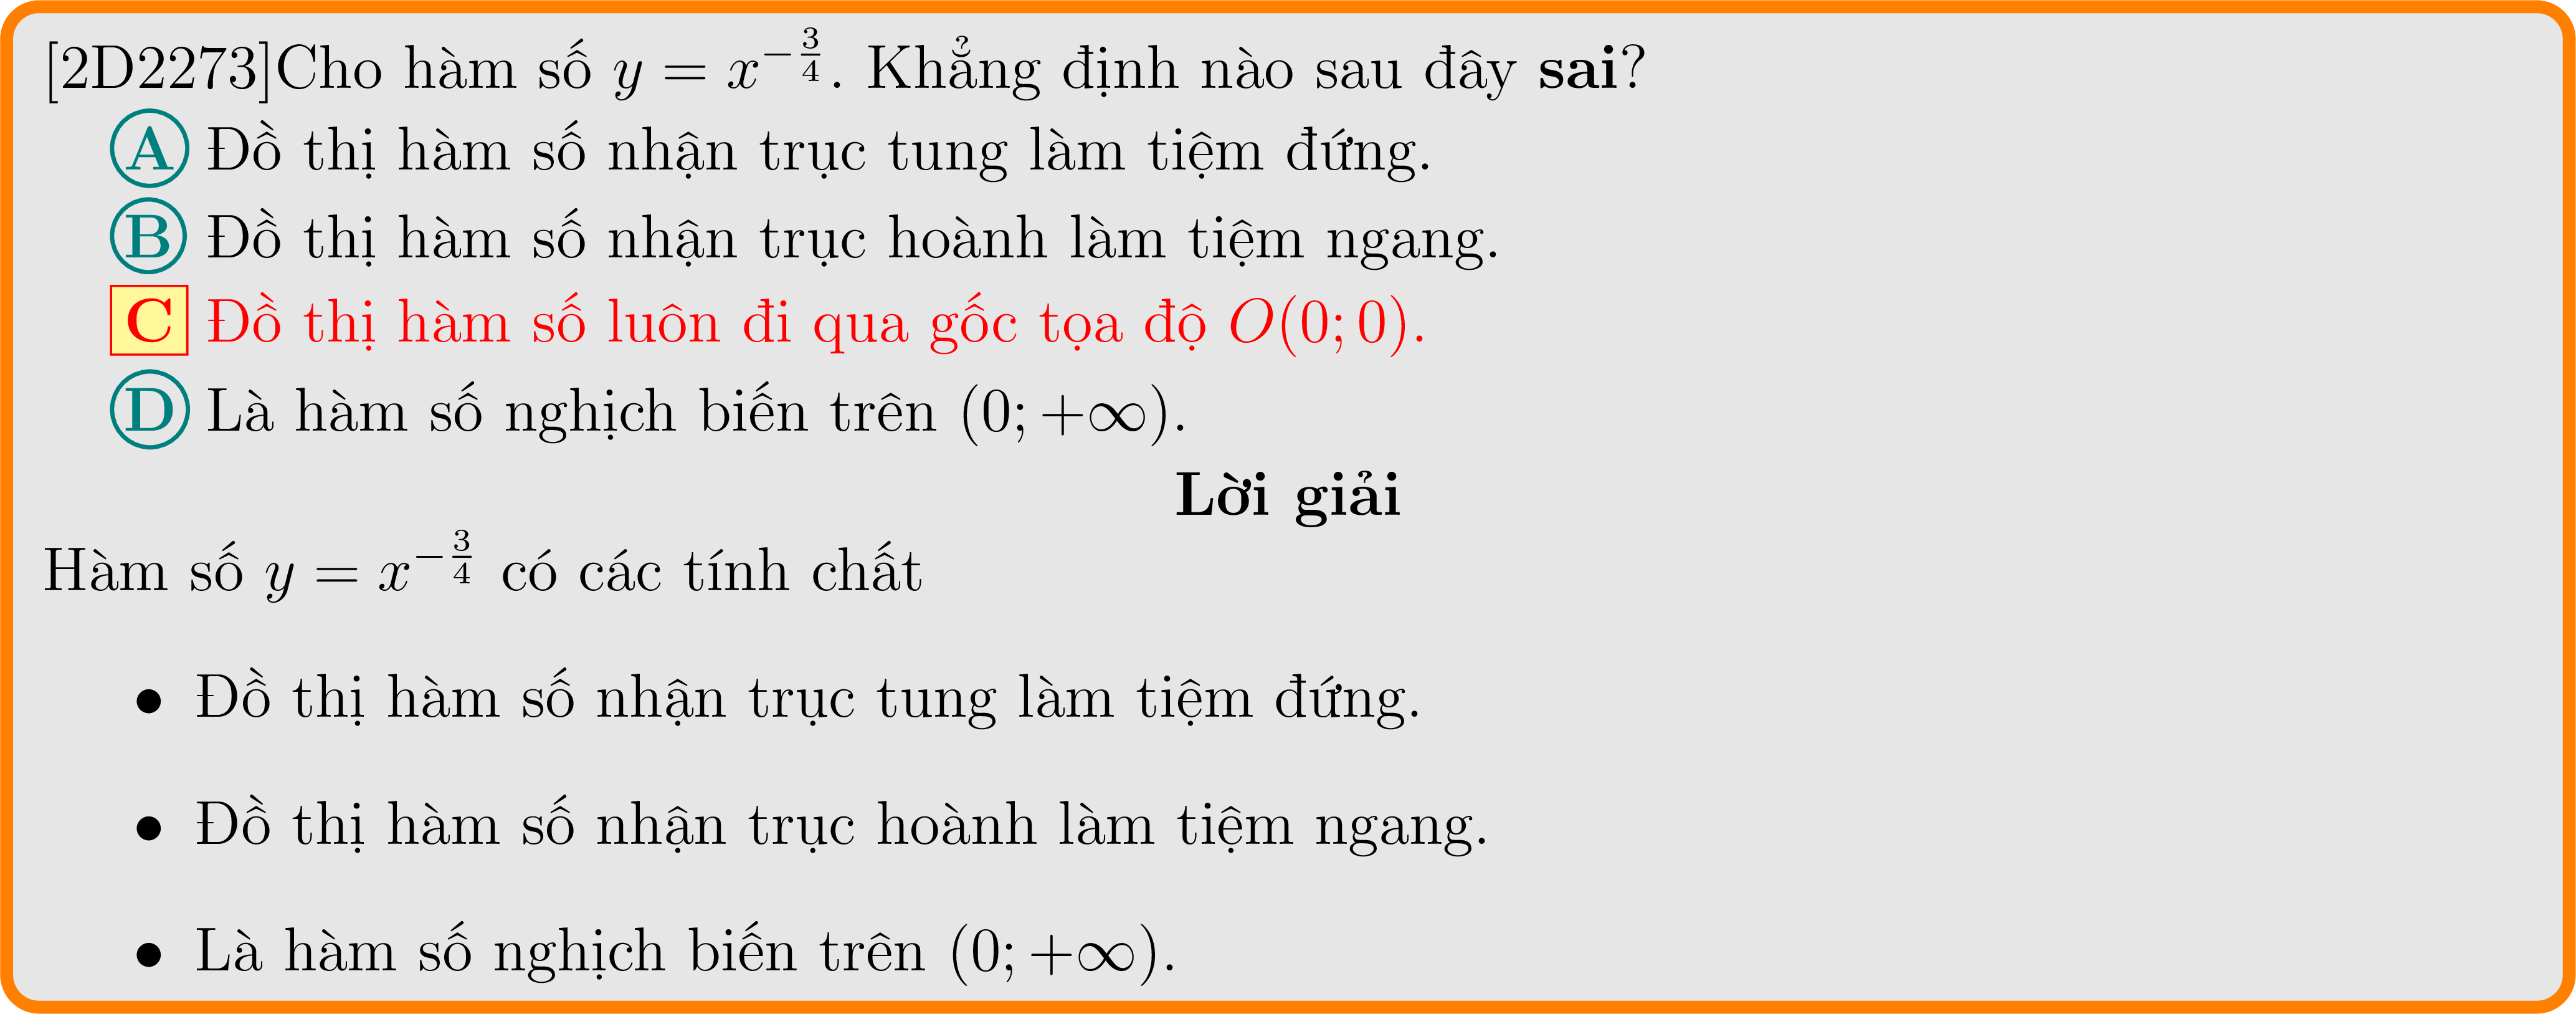 [2D2273]Cho hàm số $y = x^{-\frac{3}{4}}$. Khẳng định nào sau đây sai?
A Đồ thị hàm số nhận trục tung làm tiệm đứng.
B Đồ thị hàm số nhận trục hoành làm tiệm ngang.
C Đồ thị hàm số luôn đi qua gốc tọa độ $O(0; 0)$.
D Là hàm số nghịch biến trên $(0; +\infty)$.
Lời giải
Hàm số $y = x^{-\frac{3}{4}}$ có các tính chất
• Đồ thị hàm số nhận trục tung làm tiệm đứng.
• Đồ thị hàm số nhận trục hoành làm tiệm ngang.
• Là hàm số nghịch biến trên $(0; +\infty)$.